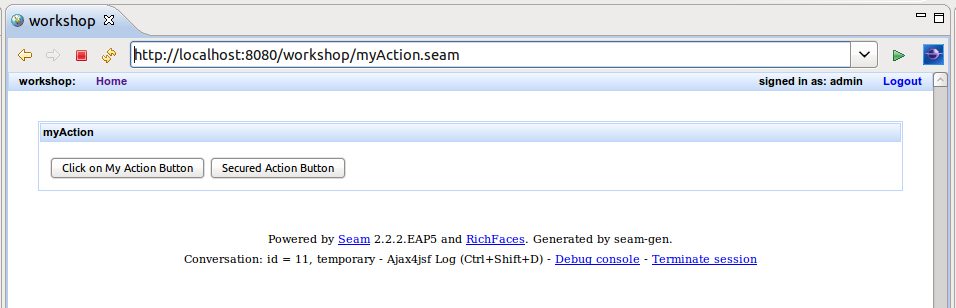 workshop
http://localhost:8080/workshop/myAction.seam
workshop: Home signed in as: admin Logout
myAction
Click on My Action Button Secured Action Button
Powered by Seam 2.2.2.EAP5 and RichFaces. Generated by seam-gen.
Conversation: id = 11, temporary - Ajax4jsf Log (Ctrl+Shift+D) - Debug console - Terminate session